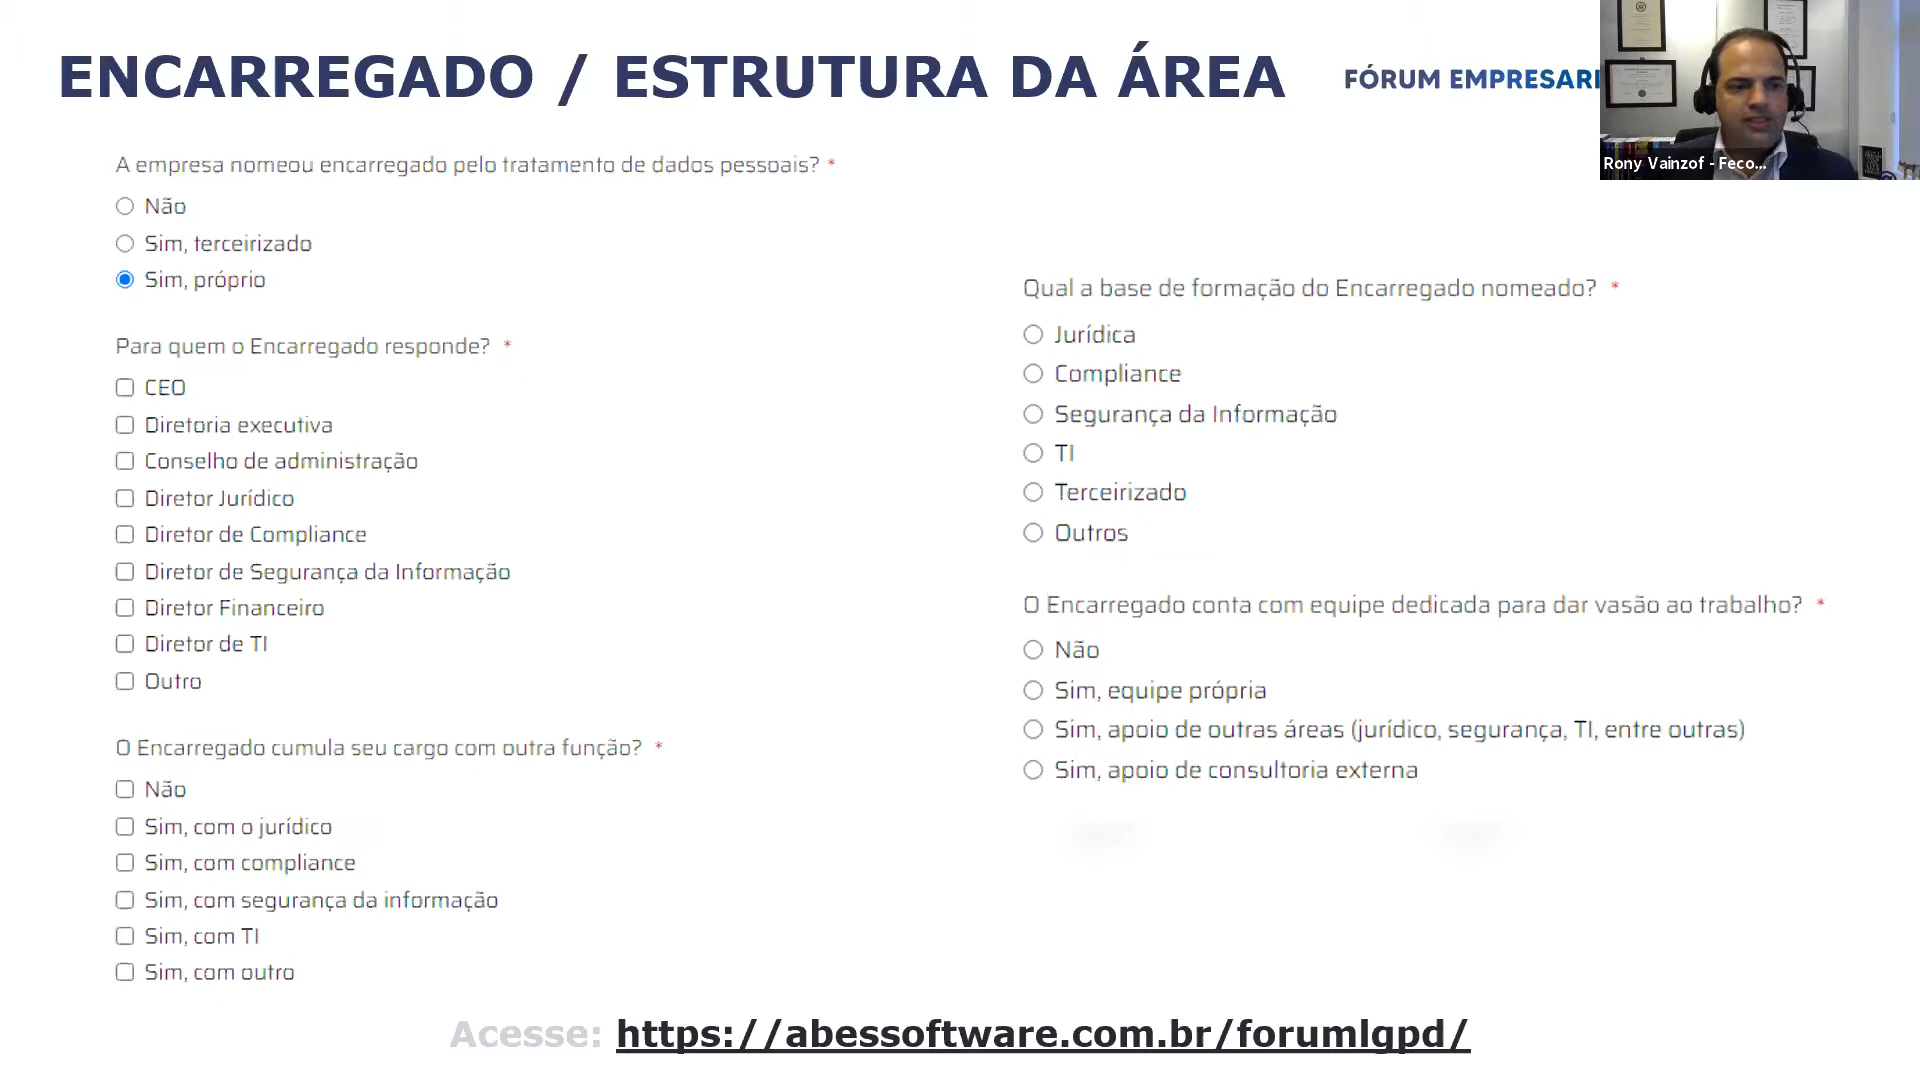 ENCARREGADO / ESTRUTURA DA ÁREA
FÓRUM EMPRESARI
Rony Vainzof - Feco...
A empresa nomeou encarregado pelo tratamento de dados pessoais? *
Não
Sim, terceirizado
Sim, próprio
Para quem o Encarregado responde? *
CEO
Diretoria executiva
Conselho de administração
Diretor Jurídico
Diretor de Compliance
Diretor de Segurança da Informação
Diretor Financeiro
Diretor de TI
Outro
O Encarregado cumula seu cargo com outra função? *
Não
Sim, com o jurídico
Sim, com compliance
Sim, com segurança da informação
Sim, com TI
Sim, com outro
Qual a base de formação do Encarregado nomeado? *
Jurídica
Compliance
Segurança da Informação
TI
Terceirizado
Outros
O Encarregado conta com equipe dedicada para dar vasão ao trabalho? *
Não
Sim, equipe própria
Sim, apoio de outras áreas (jurídico, segurança, TI, entre outras)
Sim, apoio de consultoria externa
Acesse: https://abessoftware.com.br/forumlgpd/